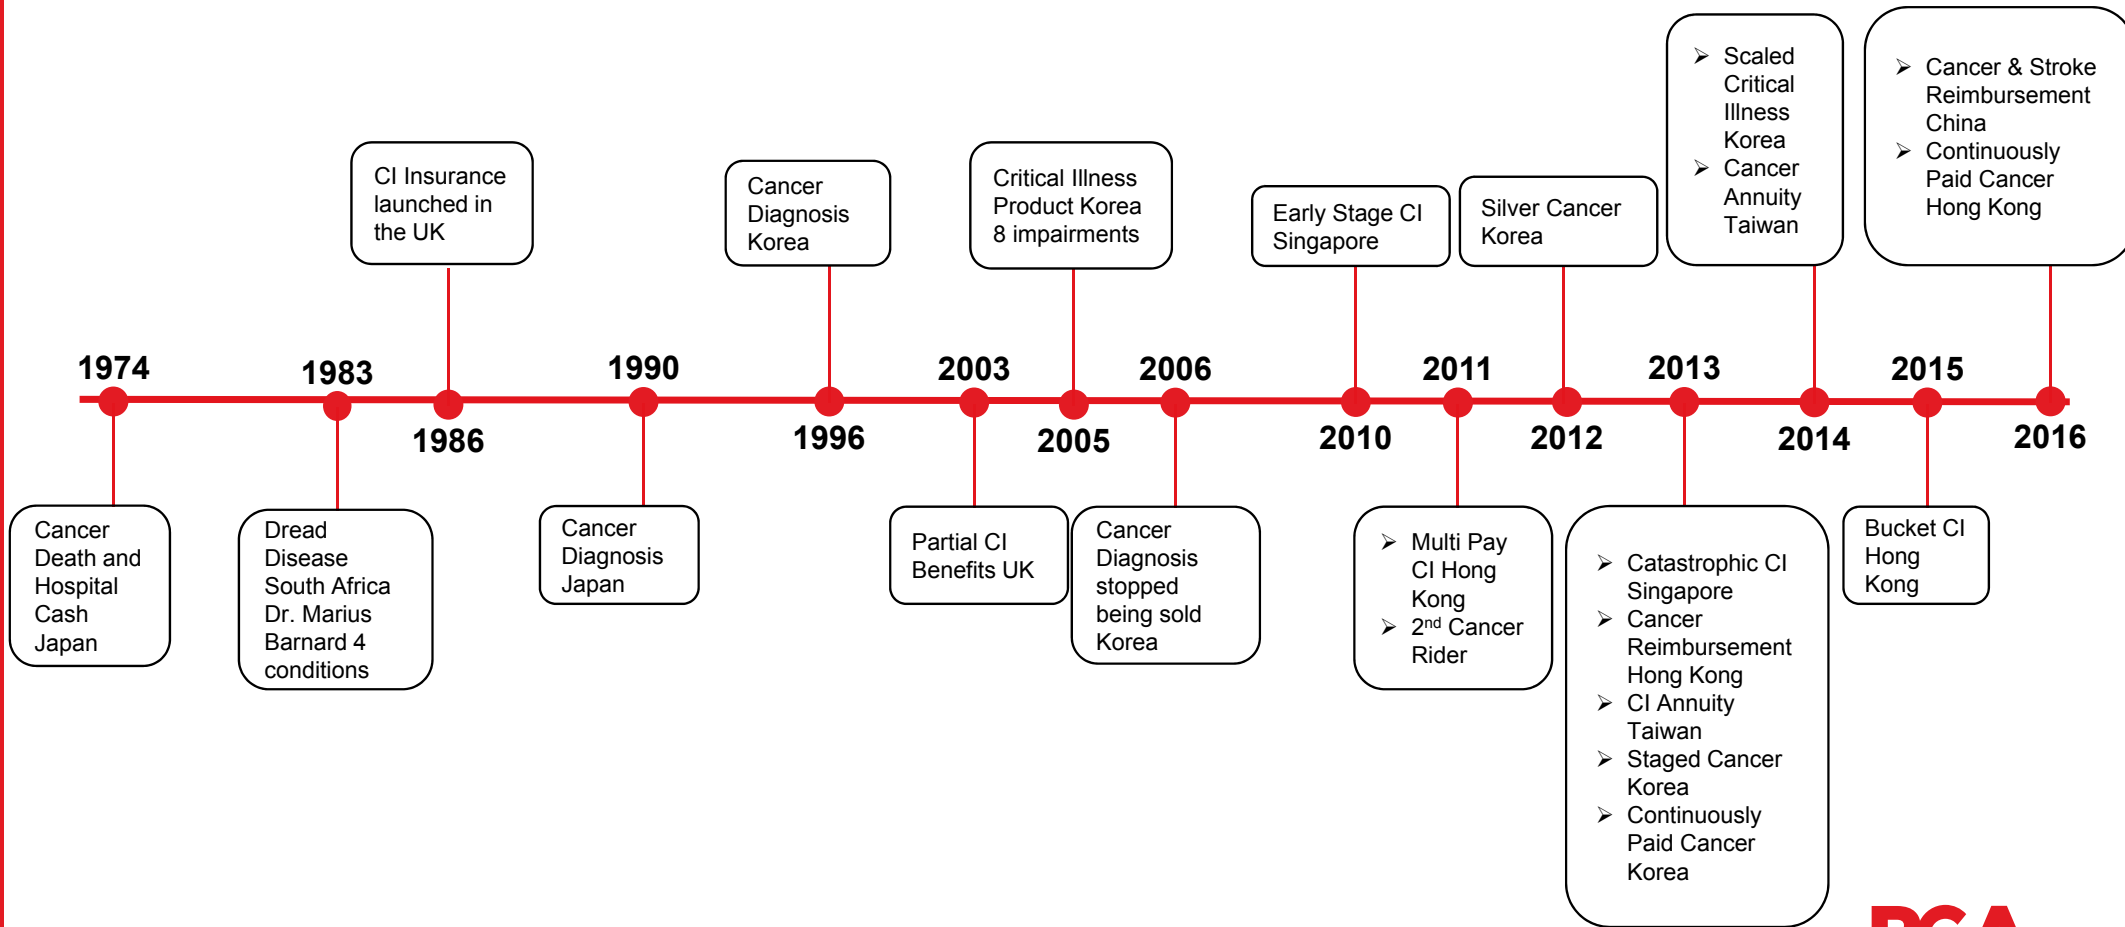 CI Insurance
launched in
the UK
Cancer
Diagnosis
Korea
Critical Illness
Product Korea
8 impairments
Early Stage CI
Singapore
Silver Cancer
Korea
➢ Scaled
Critical
Illness
Korea
➢ Cancer
Annuity
Taiwan
➢ Cancer & Stroke
Reimbursement
China
➢ Continuously
Paid Cancer
Hong Kong
1974
1983
1986
1990
1996
2003
2005
2006
2010
2011
2012
2013
2014
2015
2016
Cancer
Death and
Hospital
Cash
Japan
Dread
Disease
South Africa
Dr. Marius
Barnard 4
conditions
Cancer
Diagnosis
Japan
Partial CI
Benefits UK
Cancer
Diagnosis
stopped
being sold
Korea
➢ Multi Pay
CI Hong
Kong
➢ 2nd Cancer
Rider
➢ Catastrophic CI
Singapore
➢ Cancer
Reimbursement
Hong Kong
➢ CI Annuity
Taiwan
➢ Staged Cancer
Korea
➢ Continuously
Paid Cancer
Korea
Bucket CI
Hong
Kong